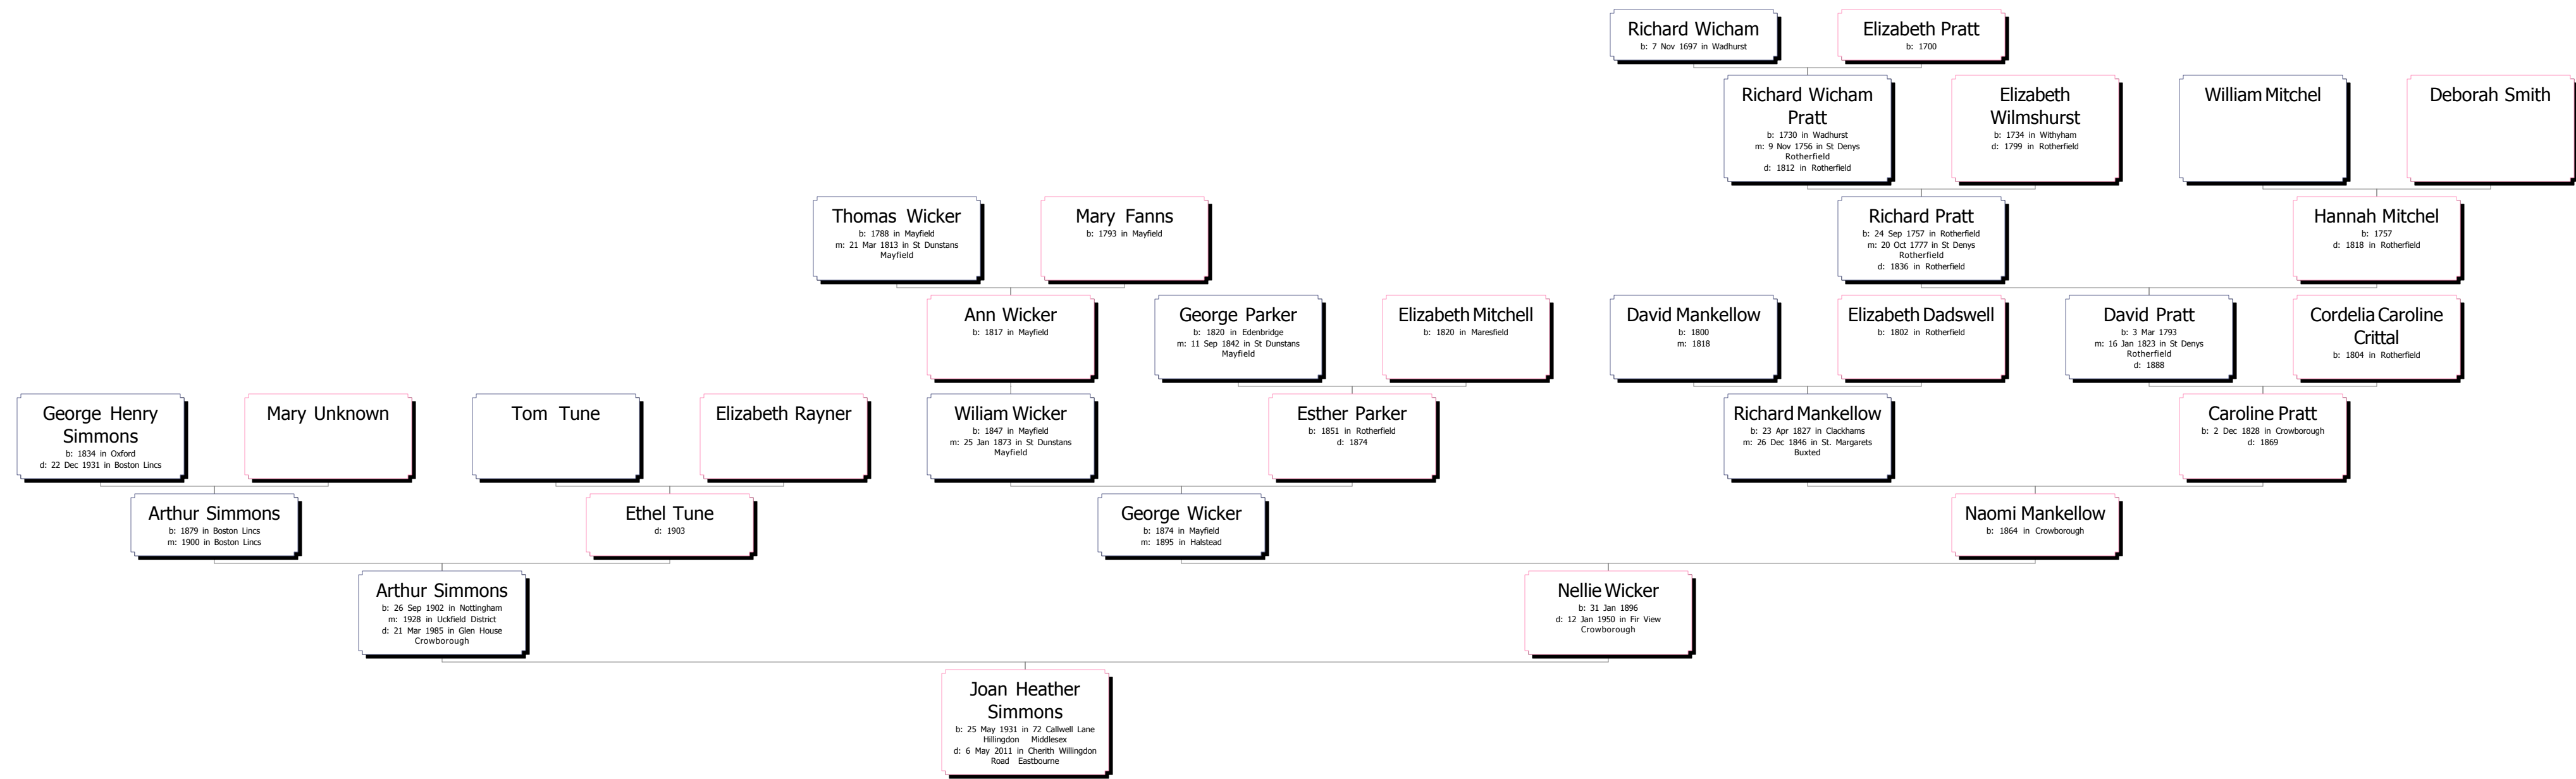 Richard Wicham
b: 7 Nov 1697 in Wadhurst
Elizabeth Pratt
b: 1700
Richard Wicham
Pratt
b: 1730 in Wadhurst
m: 9 Nov 1756 in St Denys
Rotherfield
d: 1812 in Rotherfield
Elizabeth
Wilmshurst
b: 1734 in Withyham
d: 1799 in Rotherfield
William Mitchel
Deborah Smith
Thomas Wicker
b: 1788 in Mayfield
m: 21 Mar 1813 in St Dunstans
Mayfield
Mary Fanns
b: 1793 in Mayfield
Richard Pratt
b: 24 Sep 1757 in Rotherfield
m: 20 Oct 1777 in St Denys
Rotherfield
d: 1836 in Rotherfield
Hannah Mitchel
b: 1757
d: 1818 in Rotherfield
Ann Wicker
b: 1817 in Mayfield
George Parker
b: 1820 in Edenbridge
m: 11 Sep 1842 in St Dunstans
Mayfield
Elizabeth Mitchell
b: 1820 in Maresfield
David Mankellow
b: 1800
m: 1818
Elizabeth Dadswell
b: 1802 in Rotherfield
David Pratt
b: 3 Mar 1793
m: 16 Jan 1823 in St Denys
Rotherfield
d: 1888
Cordelia Caroline
Crittal
b: 1804 in Rotherfield
George Henry
Simmons
b: 1834 in Oxford
d: 22 Dec 1931 in Boston Lincs
Mary Unknown
Tom Tune
Elizabeth Rayner
Wiliam Wicker
b: 1847 in Mayfield
m: 25 Jan 1873 in St Dunstans
Mayfield
Esther Parker
b: 1851 in Rotherfield
d: 1874
Richard Mankellow
b: 23 Apr 1827 in Clackhams
m: 26 Dec 1846 in St. Margarets
Buxted
Caroline Pratt
b: 2 Dec 1828 in Crowborough
d: 1869
Arthur Simmons
b: 1879 in Boston Lincs
m: 1900 in Boston Lincs
Ethel Tune
d: 1903
George Wicker
b: 1874 in Mayfield
m: 1895 in Halstead
Naomi Mankellow
b: 1864 in Crowborough
Arthur Simmons
b: 26 Sep 1902 in Nottingham
m: 1928 in Uckfield District
d: 21 Mar 1985 in Glen House
Crowborough
Nellie Wicker
b: 31 Jan 1896
d: 12 Jan 1950 in Fir View
Crowborough
Joan Heather
Simmons
b: 25 May 1931 in 72 Callwell Lane
Hillingdon Middlesex
d: 6 May 2011 in Cherith Willingdon
Road Eastbourne